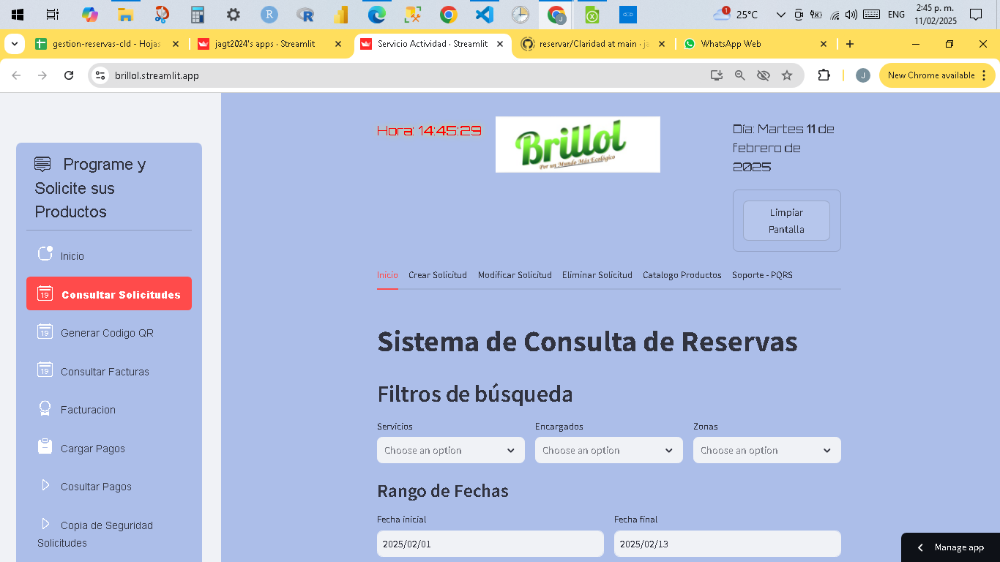 25°C
ENG
2:45 p. m.
11/02/2025
gestion-reservas-cld - Hojas
jagt2024's apps · Streamlit
Servicio Actividad · Streamlit
reservar/Claridad at main · ja
WhatsApp Web
brillol.streamlit.app
J
New Chrome available
Programe y
Solicite sus
Productos
Inicio
19 Consultar Solicitudes
19 Generar Codigo QR
19 Consultar Facturas
Facturacion
Cargar Pagos
Cosultar Pagos
Copia de Seguridad
Solicitudes
Hora: 14:45:29
Brillol
Por un Mundo Más Ecológico
Día: Martes 11 de
febrero de
2025
Limpiar
Pantalla
Inicio Crear Solicitud Modificar Solicitud Eliminar Solicitud Catalogo Productos Soporte - PQRS
Sistema de Consulta de Reservas
Filtros de búsqueda
Servicios Encargados Zonas
Choose an option Choose an option Choose an option
Rango de Fechas
Fecha inicial Fecha final
2025/02/01 2025/02/13
Manage app